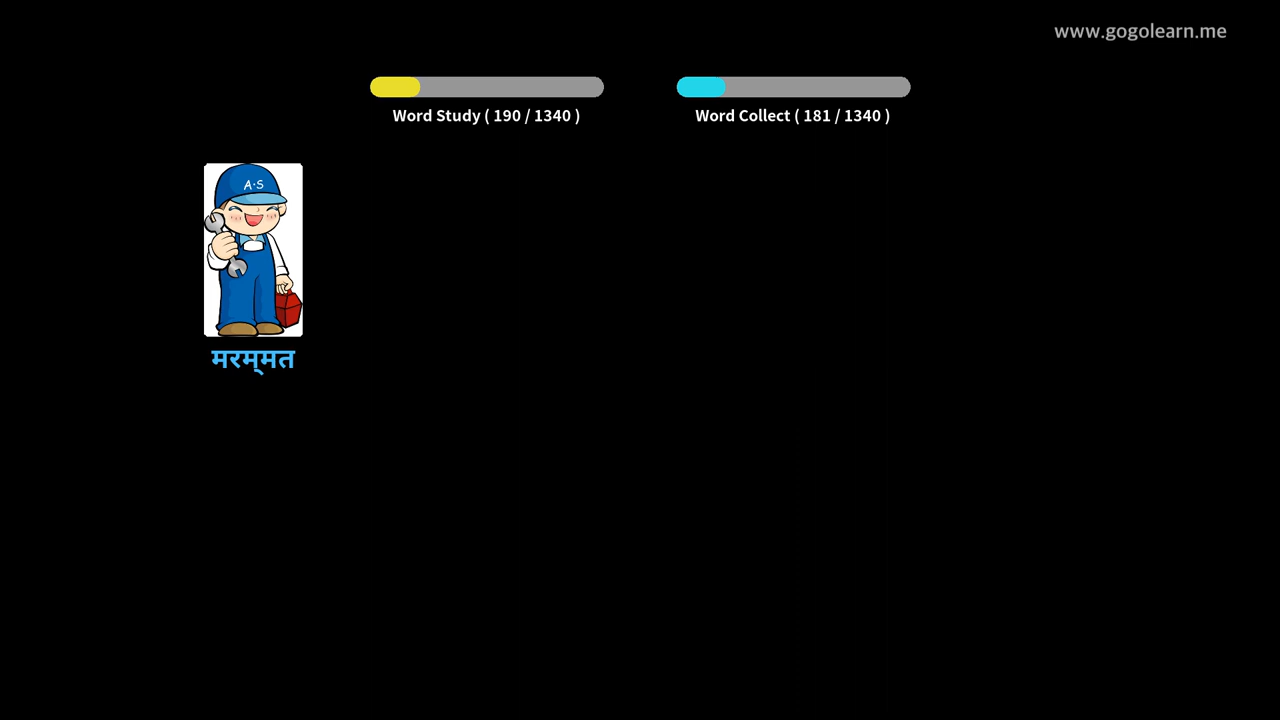 www.gogolearn.me
Word Study ( 190 / 1340 )
Word Collect ( 181 / 1340 )
A·S
मरम्‌मत